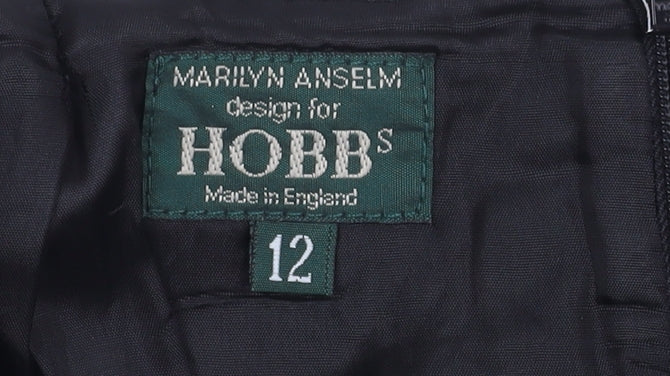 MARILYN ANSELM
design for
HOBBS
Made in England
12